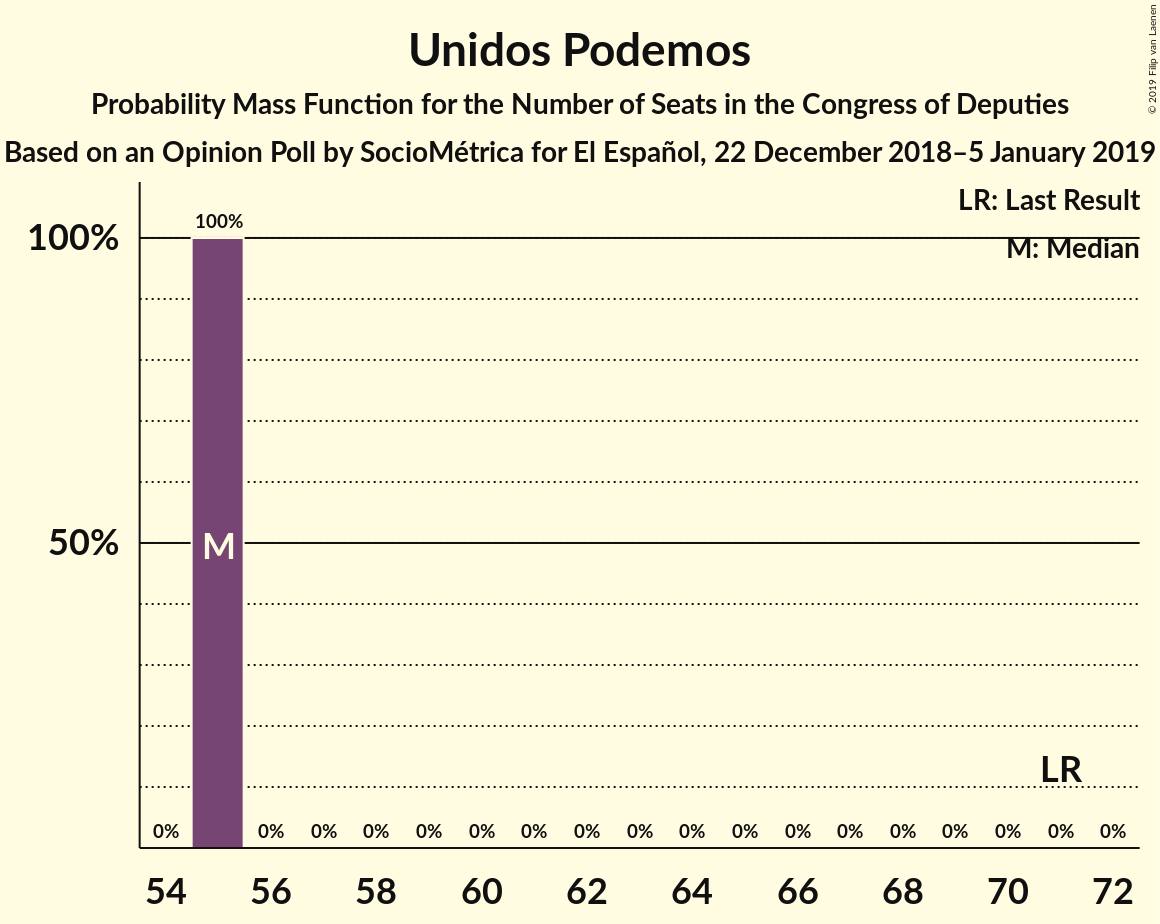 Unidos Podemos
Probability Mass Function for the Number of Seats in the Congress of Deputies
Based on an Opinion Poll by SocioMétrica for El Español, 22 December 2018–5 January 2019
© 2019 Filip van Laenen
LR: Last Result
M: Median
100%
100%
50%
M
LR
0% 0% 0% 0% 0% 0% 0% 0% 0% 0% 0% 0% 0% 0% 0% 0% 0% 0%
54 56 58 60 62 64 66 68 70 72